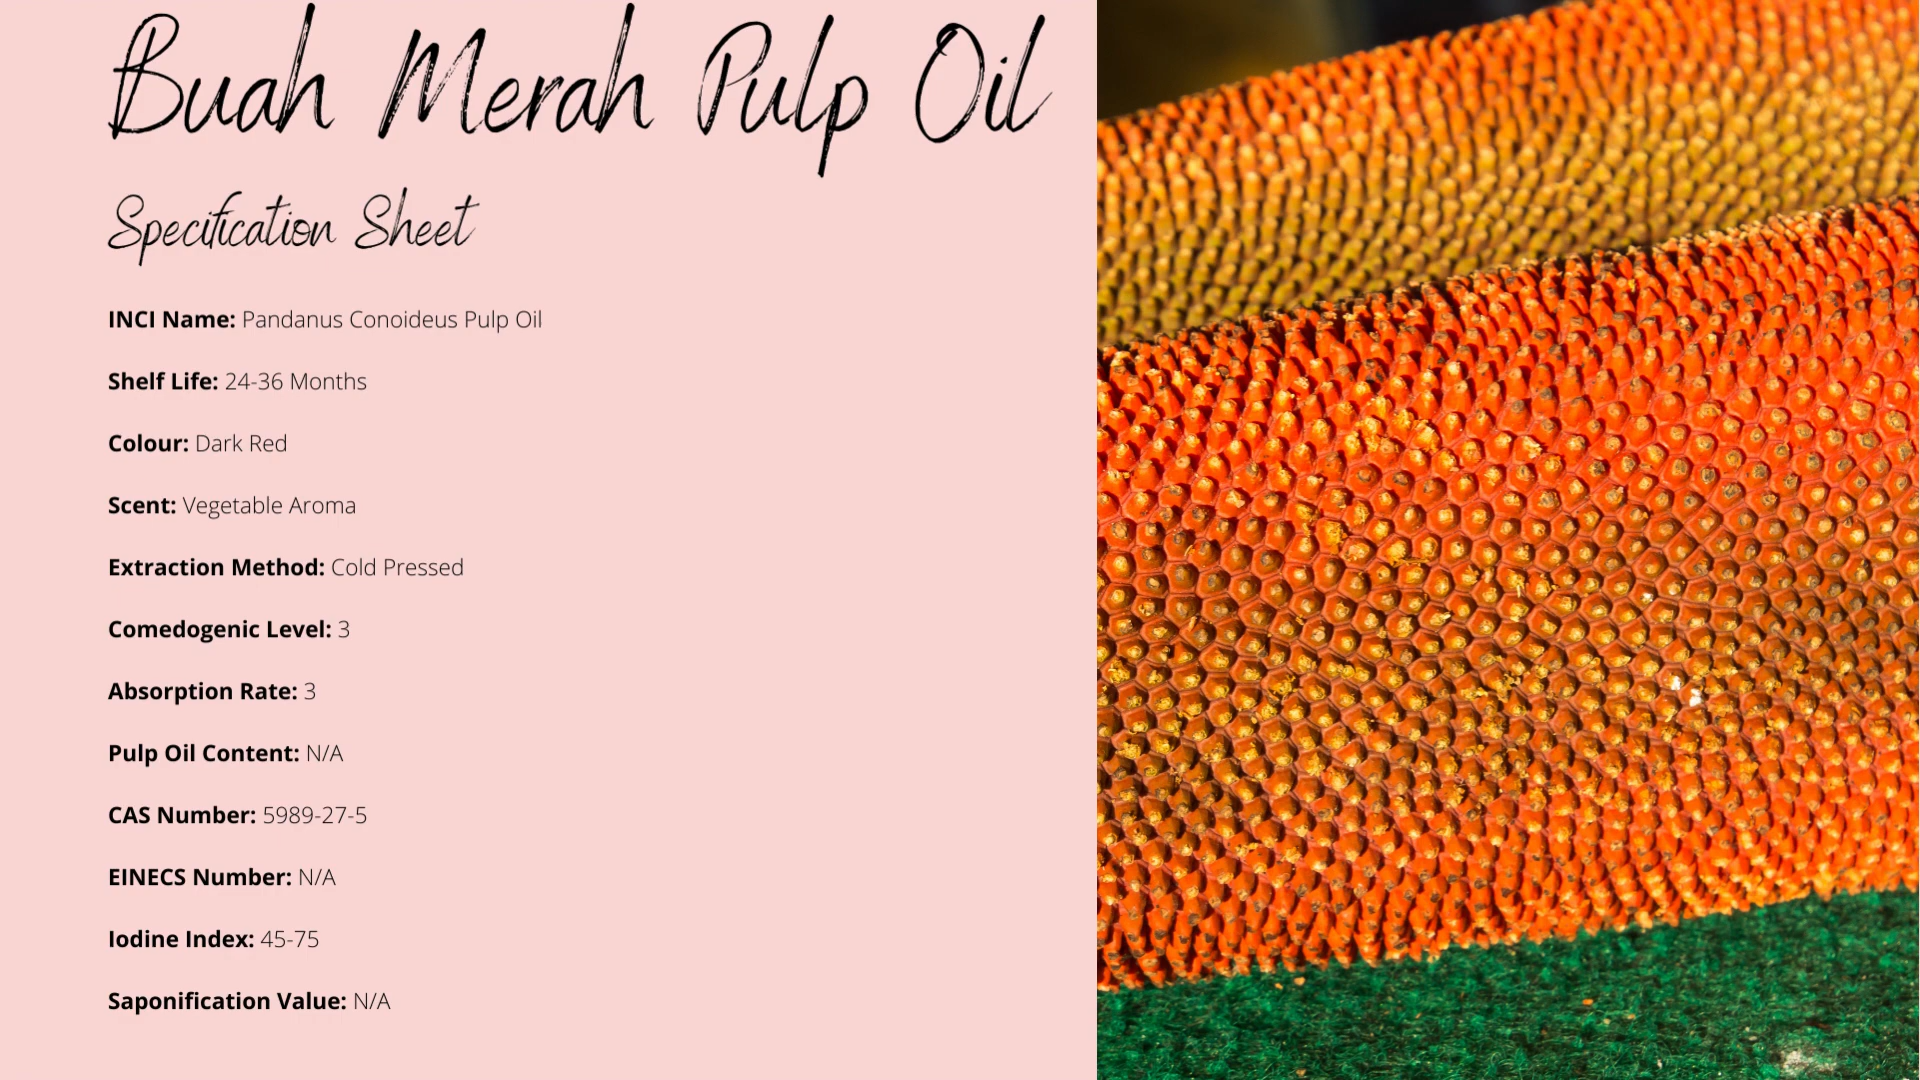 Buah Merah Pulp Oil
Specification Sheet
INCI Name: Pandanus Conoideus Pulp Oil
Shelf Life: 24-36 Months
Colour: Dark Red
Scent: Vegetable Aroma
Extraction Method: Cold Pressed
Comedogenic Level: 3
Absorption Rate: 3
Pulp Oil Content: N/A
CAS Number: 5989-27-5
EINECS Number: N/A
Iodine Index: 45-75
Saponification Value: N/A